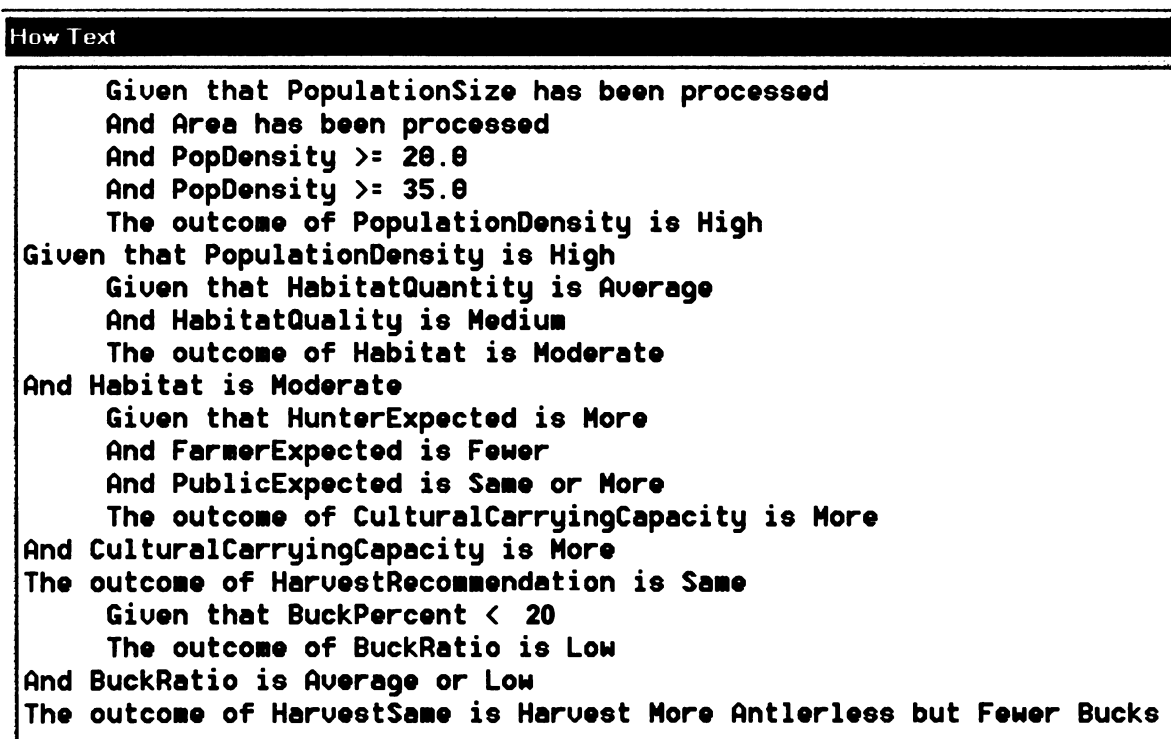 How Text
Given that PopulationSize has been processed
And Area has been processed
And PopDensity >= 20.0
And PopDensity >= 35.0
The outcome of PopulationDensity is High
Given that PopulationDensity is High
Given that HabitatQuantity is Average
And HabitatQuality is Medium
The outcome of Habitat is Moderate
And Habitat is Moderate
Given that HunterExpected is More
And FarmerExpected is Fewer
And PublicExpected is Same or More
The outcome of CulturalCarryingCapacity is More
And CulturalCarryingCapacity is More
The outcome of HarvestRecommendation is Same
Given that BuckPercent < 20
The outcome of BuckRatio is Low
And BuckRatio is Average or Low
The outcome of HarvestSame is Harvest More Antlerless but Fewer Bucks